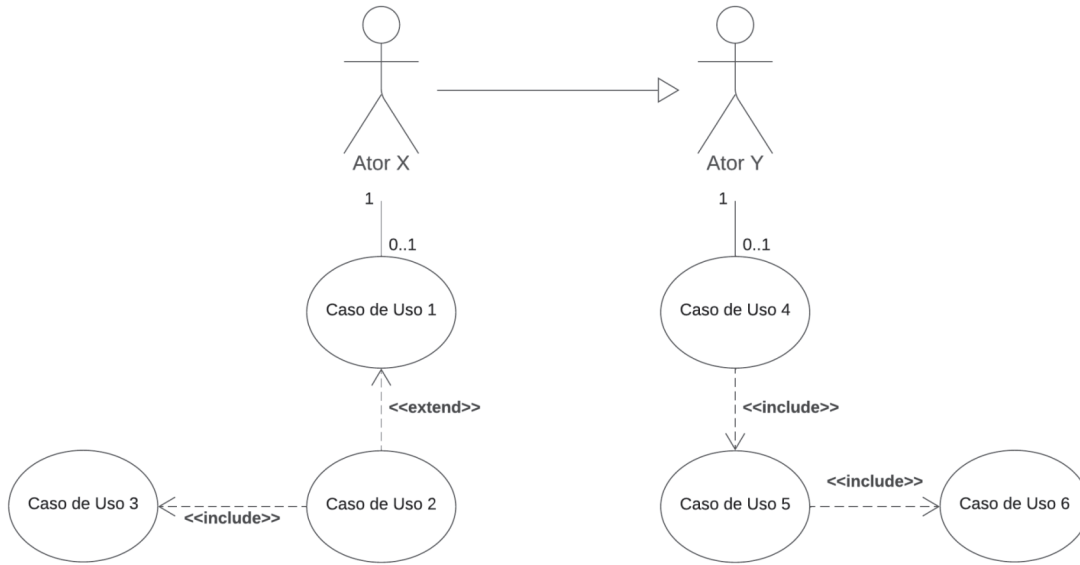 Ator X
Ator Y
1
1
0..1
0..1
Caso de Uso 1
Caso de Uso 4
<<extend>>
<<include>>
<<include>>
Caso de Uso 3
Caso de Uso 2
Caso de Uso 5
Caso de Uso 6
<<include>>